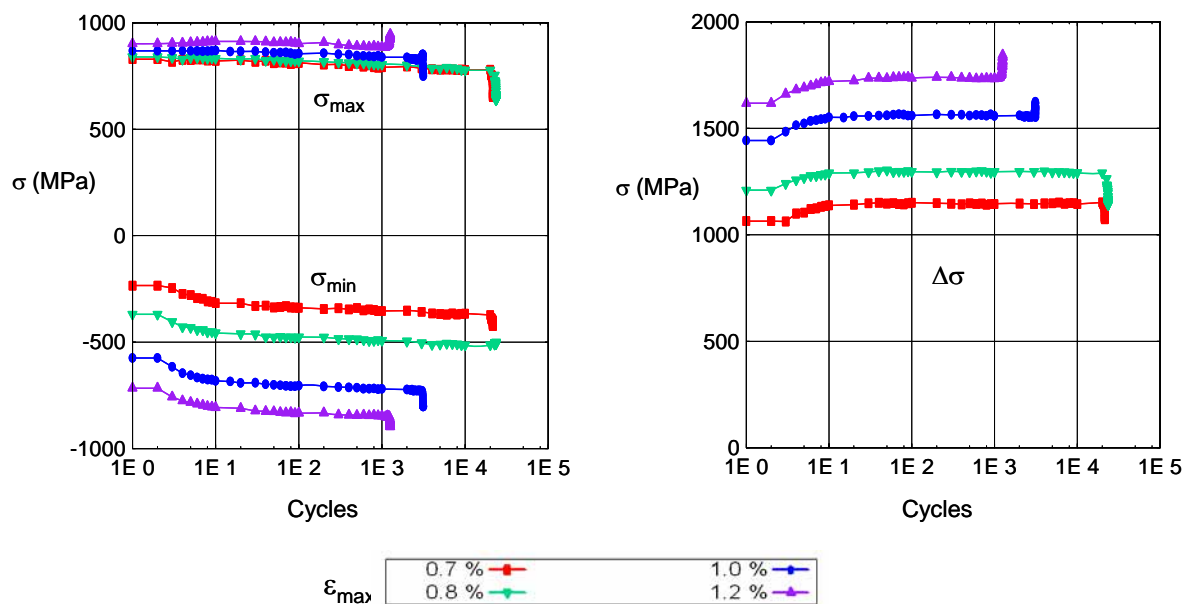 1000
σmax
500
σ (MPa)
0
σmin
-500
-1000
1E 0 1E 1 1E 2 1E 3 1E 4 1E 5
Cycles
2000
1500
σ (MPa)
1000
Δσ
500
0
1E 0 1E 1 1E 2 1E 3 1E 4 1E 5
Cycles
εmax
0.7 % 1.0 %
0.8 % 1.2 %